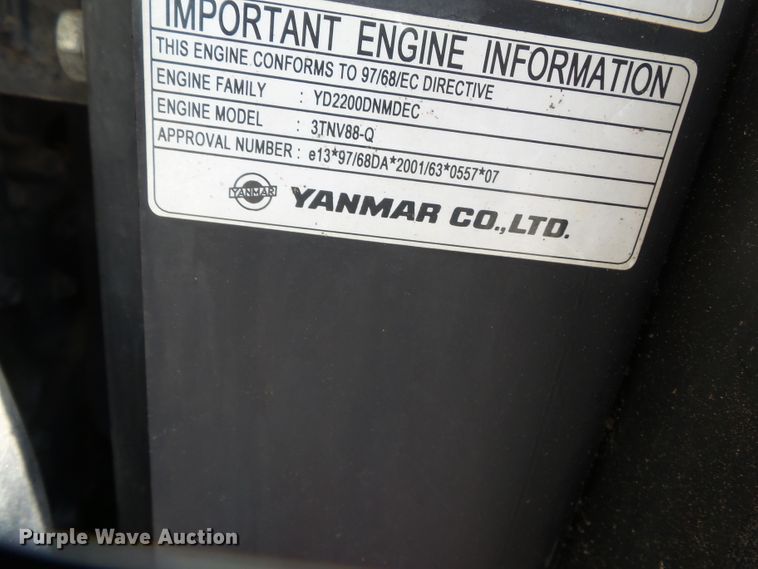 IMPORTANT ENGINE INFORMATION
THIS ENGINE CONFORMS TO 97/68/EC DIRECTIVE
ENGINE FAMILY : YD2200DNMDEC
ENGINE MODEL : 3TNV88-Q
APPROVAL NUMBER : e13*97/68DA*2001/63*0557*07
YANMAR YANMAR CO.,LTD.
Purple Wave Auction